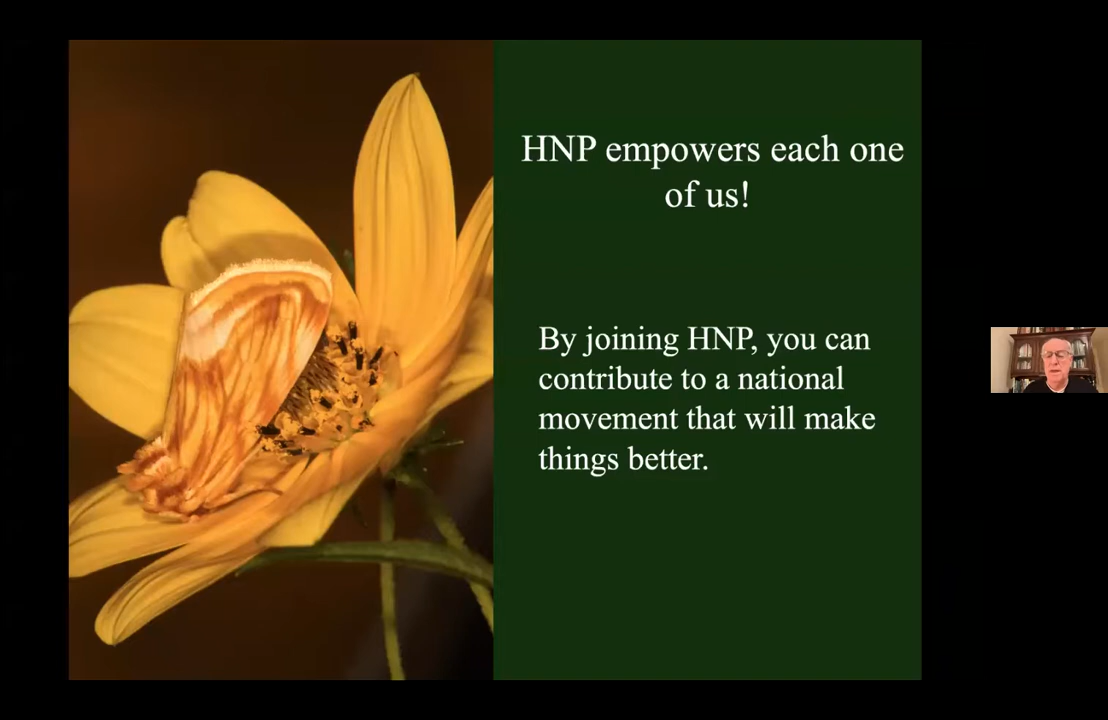 HNP empowers each one
of us!
By joining HNP, you can
contribute to a national
movement that will make
things better.